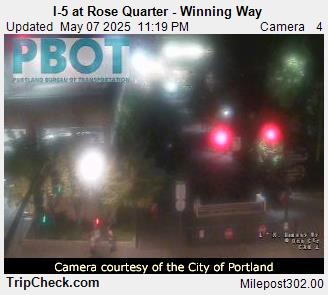 I-5 at Rose Quarter - Winning Way
Updated May 07 2025 11:19 PM Camera 4
PBOT
PORTLAND BUREAU OF TRANSPORTATION
Camera courtesy of the City of Portland
TripCheck.com Milepost302.00